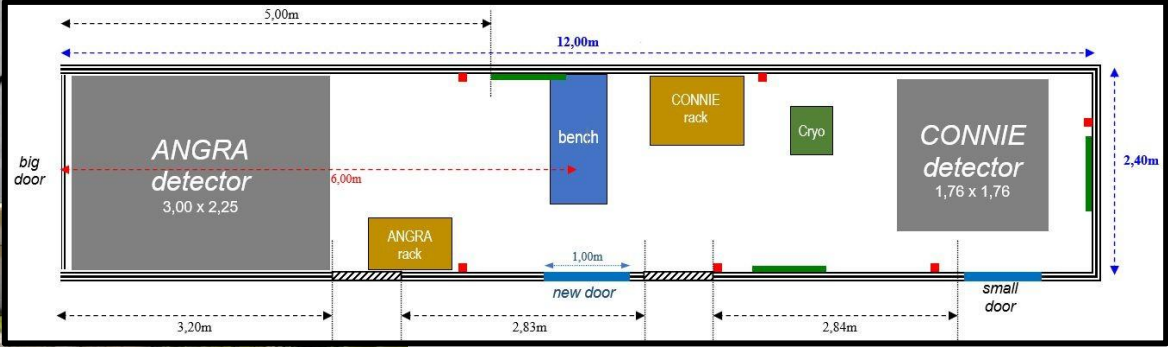 5,00m
12,00m
CONNIE
rack
bench
Cryo
ANGRA
detector
3,00 x 2,25
CONNIE
detector
1,76 x 1,76
big
door
6,00m
2,40m
ANGRA
rack
1,00m
new door
small
door
3,20m
2,83m
2,84m